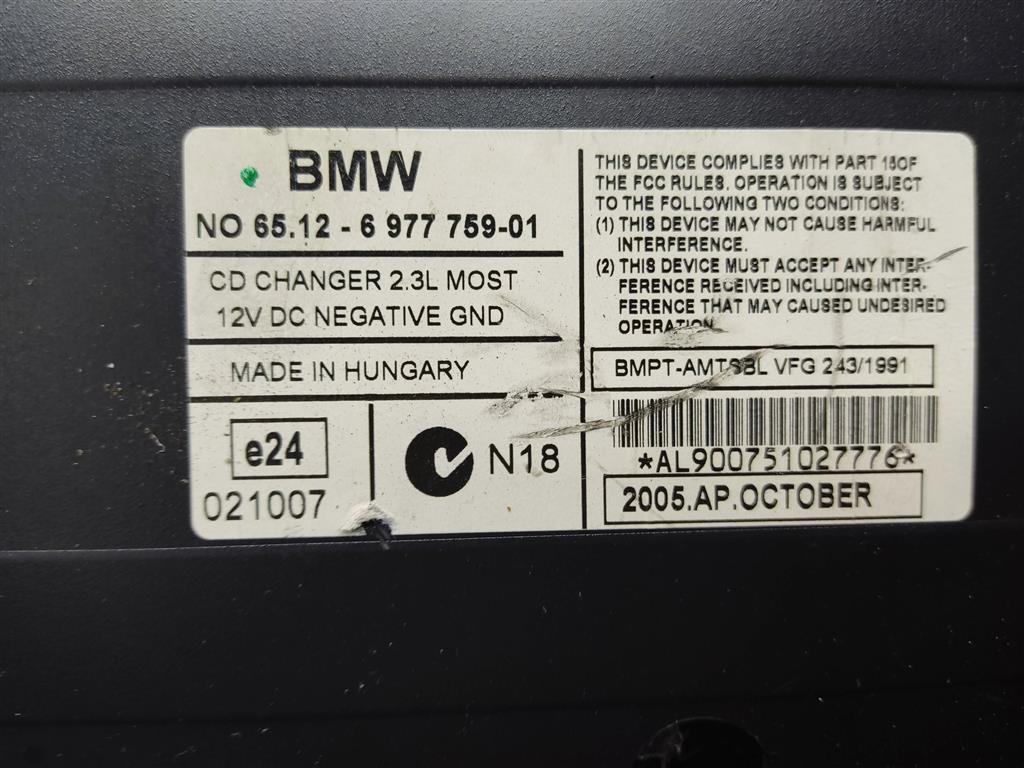 BMW
NO 65.12 - 6 977 759-01
CD CHANGER 2.3L MOST
12V DC NEGATIVE GND
MADE IN HUNGARY
e24
021007
N18
THIS DEVICE COMPLIES WITH PART 15OF
THE FCC RULES. OPERATION IS SUBJECT
TO THE FOLLOWING TWO CONDITIONS:
(1) THIS DEVICE MAY NOT CAUSE HARMFUL
INTERFERENCE.
(2) THIS DEVICE MUST ACCEPT ANY INTER-
FERENCE RECEIVED INCLUDING INTER-
FERENCE THAT MAY CAUSED UNDESIRED
OPERATION.
BMPT-AMTSBL VFG 243/1991
*AL900751027776*
2005.AP.OCTOBER